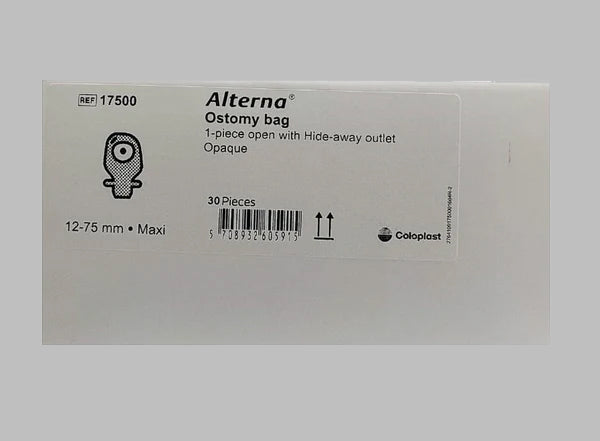 REF 17500
Alterna®
Ostomy bag
1-piece open with Hide-away outlet
Opaque
30 Pieces
12-75 mm • Maxi
5 708932 605915
Coloplast